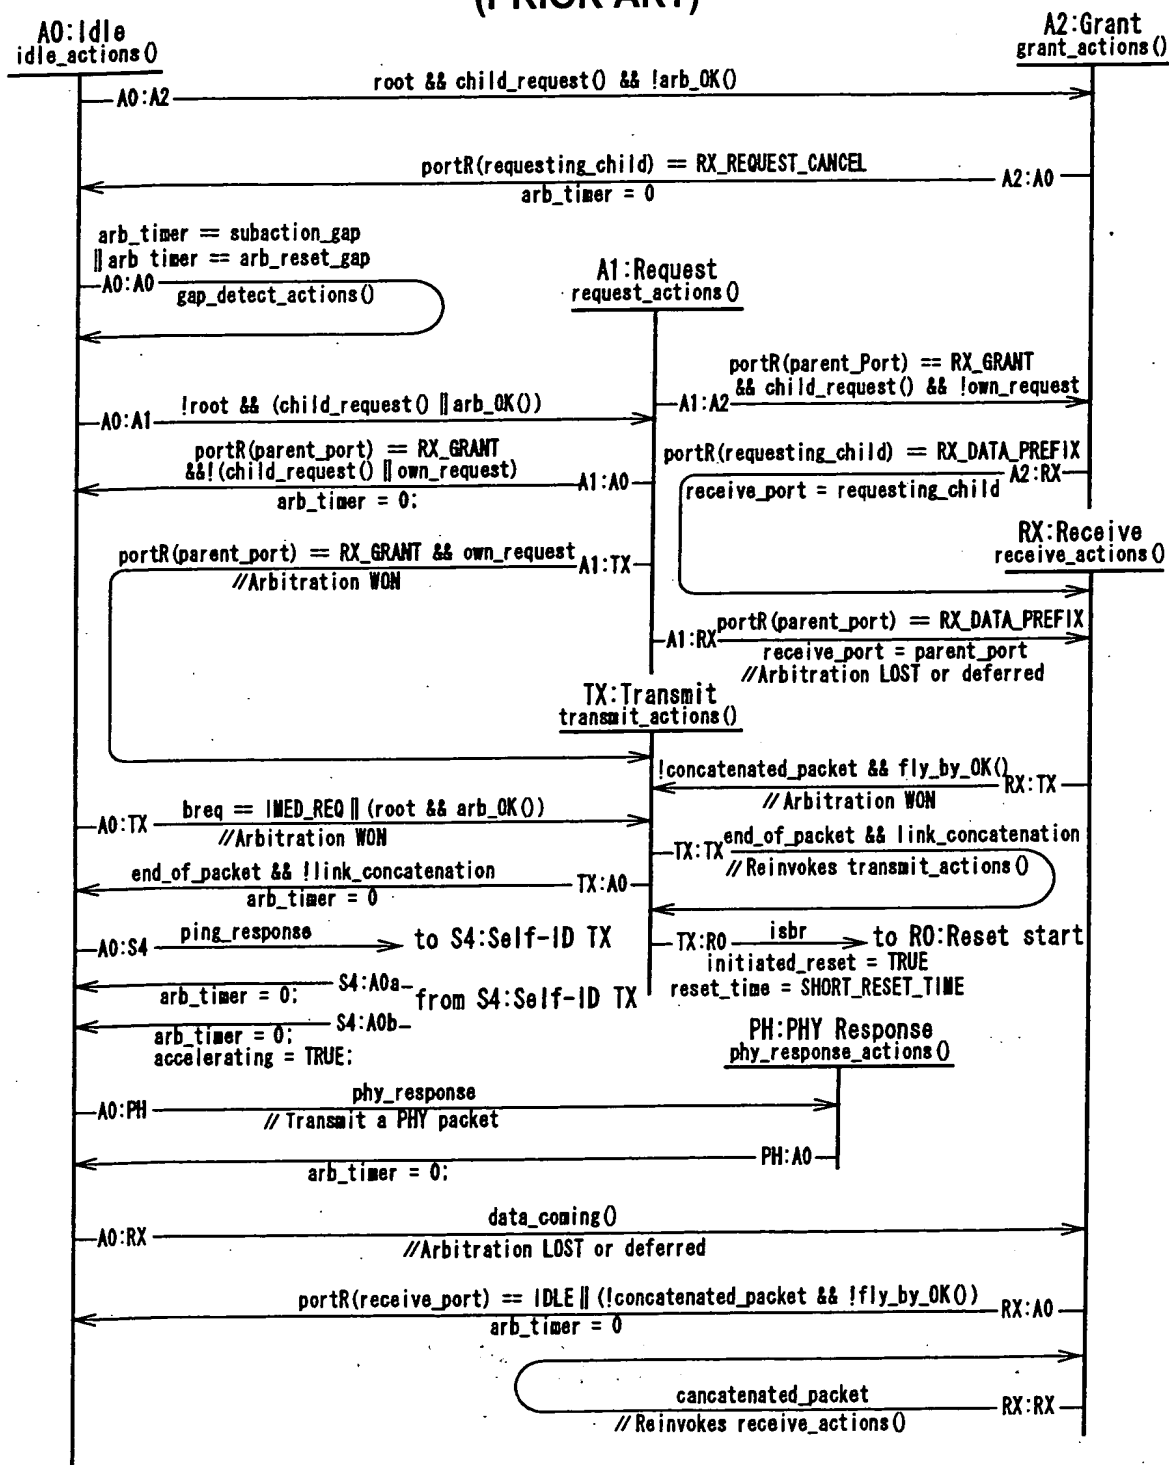 (PRIOR ART)
A0:Idle
idle_actions()
A2:Grant
grant_actions()
root && child_request() && !arb_OK()
A0:A2
portR(requesting_child) == RX_REQUEST_CANCEL
A2:A0
arb_timer = 0
arb_timer == subaction_gap
|| arb timer == arb_reset_gap
A0:A0
gap_detect_actions()
A1:Request
request_actions()
portR(parent_Port) == RX_GRANT
&& child_request() && !own_request
A1:A2
!root && (child_request() || arb_OK())
A0:A1
portR(parent_port) == RX_GRANT
&&!(child_request() || own_request)
A1:A0
arb_timer = 0;
portR(requesting_child) == RX_DATA_PREFIX
A2:RX
receive_port = requesting_child
RX:Receive
receive_actions()
portR(parent_port) == RX_GRANT && own_request
A1:TX
//Arbitration WON
portR(parent_port) == RX_DATA_PREFIX
A1:RX
receive_port = parent_port
//Arbitration LOST or deferred
TX:Transmit
transmit_actions()
!concatenated_packet && fly_by_OK()
RX:TX
//Arbitration WON
breq == IMED_REQ || (root && arb_OK())
A0:TX
//Arbitration WON
end_of_packet && link_concatenation
TX:TX
//Reinvokes transmit_actions()
end_of_packet && !link_concatenation
TX:A0
arb_timer = 0
ping_response
A0:S4
to S4:Self-ID TX
isbr
TX:R0
to R0:Reset start
initiated_reset = TRUE
reset_time = SHORT_RESET_TIME
S4:A0a
arb_timer = 0;
from S4:Self-ID TX
S4:A0b
arb_timer = 0;
accelerating = TRUE;
PH:PHY Response
phy_response_actions()
phy_response
A0:PH
// Transmit a PHY packet
PH:A0
arb_timer = 0;
data_coming()
A0:RX
//Arbitration LOST or deferred
portR(receive_port) == IDLE || (!concatenated_packet && !fly_by_OK())
RX:A0
arb_timer = 0
cancatenated_packet
RX:RX
//Reinvokes receive_actions()